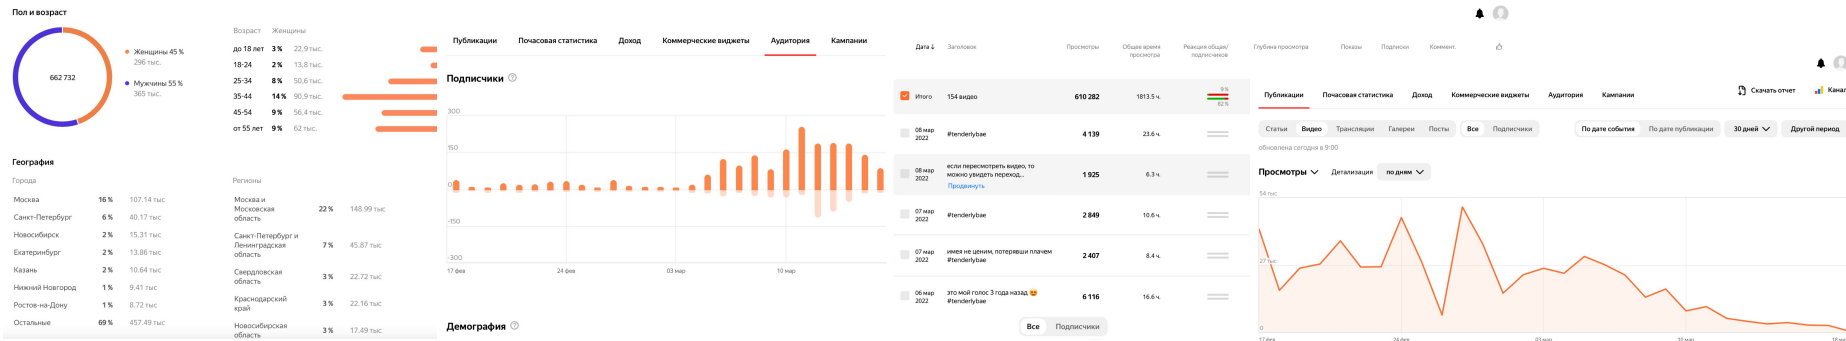 Пол и возраст
662 732
Женщины 45 %
296 тыс.
Мужчины 55 %
365 тыс.
Возраст Женщины
до 18 лет 3 % 22,9 тыс.
18-24 2 % 13,8 тыс.
25-34 8 % 50,6 тыс.
35-44 14 % 90,9 тыс.
45-54 9 % 56,4 тыс.
от 55 лет 9 % 62 тыс.
География
Города
Москва 16 % 107.14 тыс
Санкт-Петербург 6 % 40.17 тыс
Новосибирск 2 % 15.31 тыс
Екатеринбург 2 % 13.86 тыс
Казань 2 % 10.64 тыс
Нижний Новгород 1 % 9.41 тыс
Ростов-на-Дону 1 % 8.72 тыс
Остальные 69 % 457.49 тыс
Регионы
Москва и
Московская
область
22 % 148.99 тыс
Санкт-Петербург и
Ленинградская
область
7 % 45.87 тыс
Свердловская
область
3 % 22.72 тыс
Краснодарский
край
3 % 22.16 тыс
Новосибирская
область
3 % 17.49 тыс
Публикации Почасовая статистика Доход Коммерческие виджеты Аудитория Кампании
Подписчики ?
300
150
0
-150
-300
17 фев 24 фев 03 мар 10 мар
Демография ?
Дата ↓ Заголовок Просмотры Общее время
просмотра
Реакция общая/
подписчиков
Глубина просмотра Показы Подписки Коммент.
Итого 154 видео 610 282 1813.5 ч.
9 %
82 %
08 мар
2022
#tenderlybae 4 139 23.6 ч.
08 мар
2022
если пересмотреть видео, то
можно увидеть переход...
Продвинуть
1 925 6.3 ч.
07 мар
2022
#tenderlybae 2 849 10.6 ч.
07 мар
2022
имея не ценим, потерявши плачем
#tenderlybae
2 407 8.4 ч.
06 мар
2022
это мой голос 3 года назад 😍
#tenderlybae
6 116 16.6 ч.
Все Подписчики
Скачать отчет Канал
Публикации Почасовая статистика Доход Коммерческие виджеты Аудитория Кампании
Статьи Видео Трансляции Галереи Посты Все Подписчики По дате события По дате публикации 30 дней Другой период
обновлена сегодня в 9:00
Просмотры Детализация по дням
54 тыс
27 тыс
0
17 фев 24 фев 03 мар 10 мар